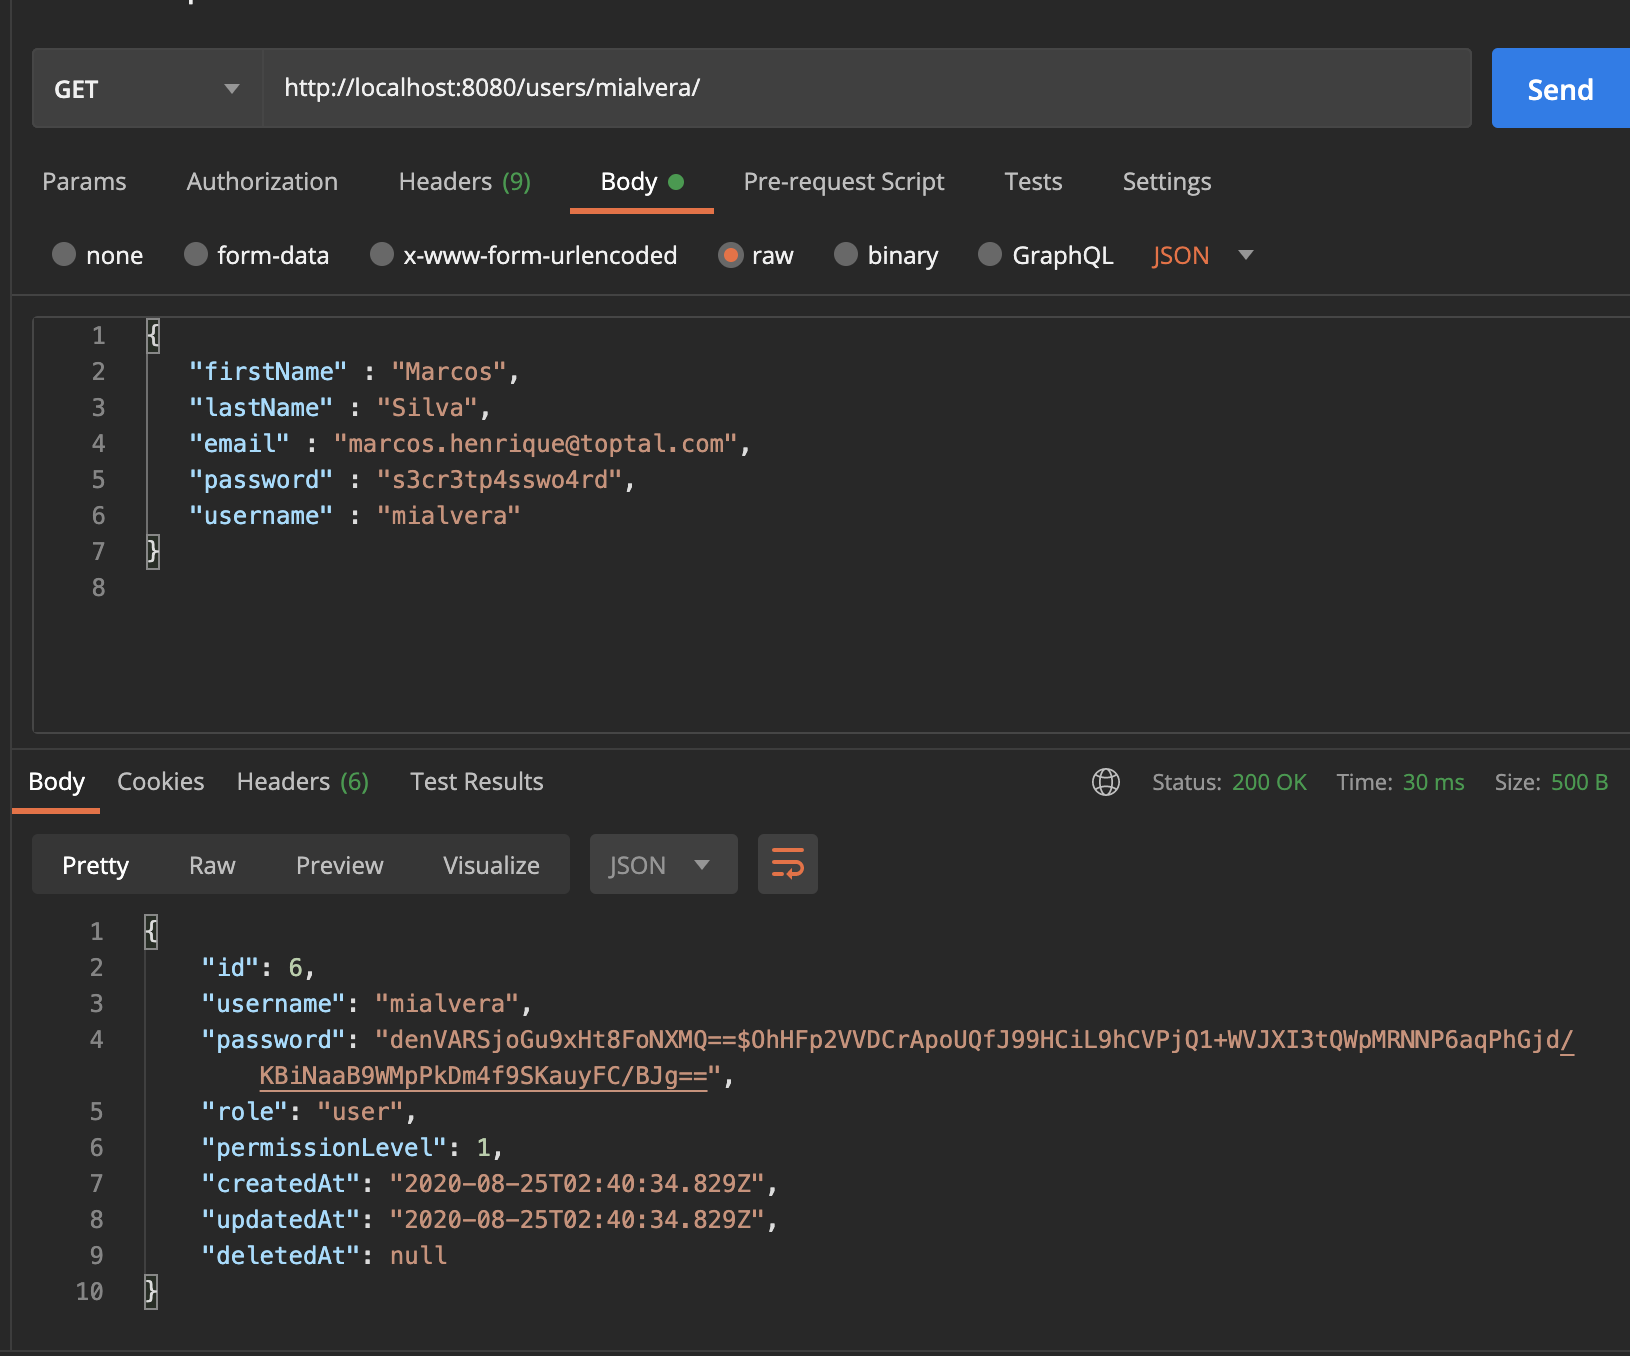 GET http://localhost:8080/users/mialvera/ Send
Params Authorization Headers (9) Body Pre-request Script Tests Settings
none form-data x-www-form-urlencoded raw binary GraphQL JSON
1 {
2 "firstName" : "Marcos",
3 "lastName" : "Silva",
4 "email" : "marcos.henrique@toptal.com",
5 "password" : "s3cr3tp4sswo4rd",
6 "username" : "mialvera"
7 }
8
Body Cookies Headers (6) Test Results Status: 200 OK Time: 30 ms Size: 500 B
Pretty Raw Preview Visualize JSON
1 {
2 "id": 6,
3 "username": "mialvera",
4 "password": "denVARSjoGu9xHt8FoNXMQ==$OhHFp2VVDCrApoUQfJ99HCiL9hCVPjQ1+WVJXI3tQWpMRNNP6aqPhGjd/
KBiNaaB9WMpPkDm4f9SKauyFC/BJg==",
5 "role": "user",
6 "permissionLevel": 1,
7 "createdAt": "2020-08-25T02:40:34.829Z",
8 "updatedAt": "2020-08-25T02:40:34.829Z",
9 "deletedAt": null
10 }